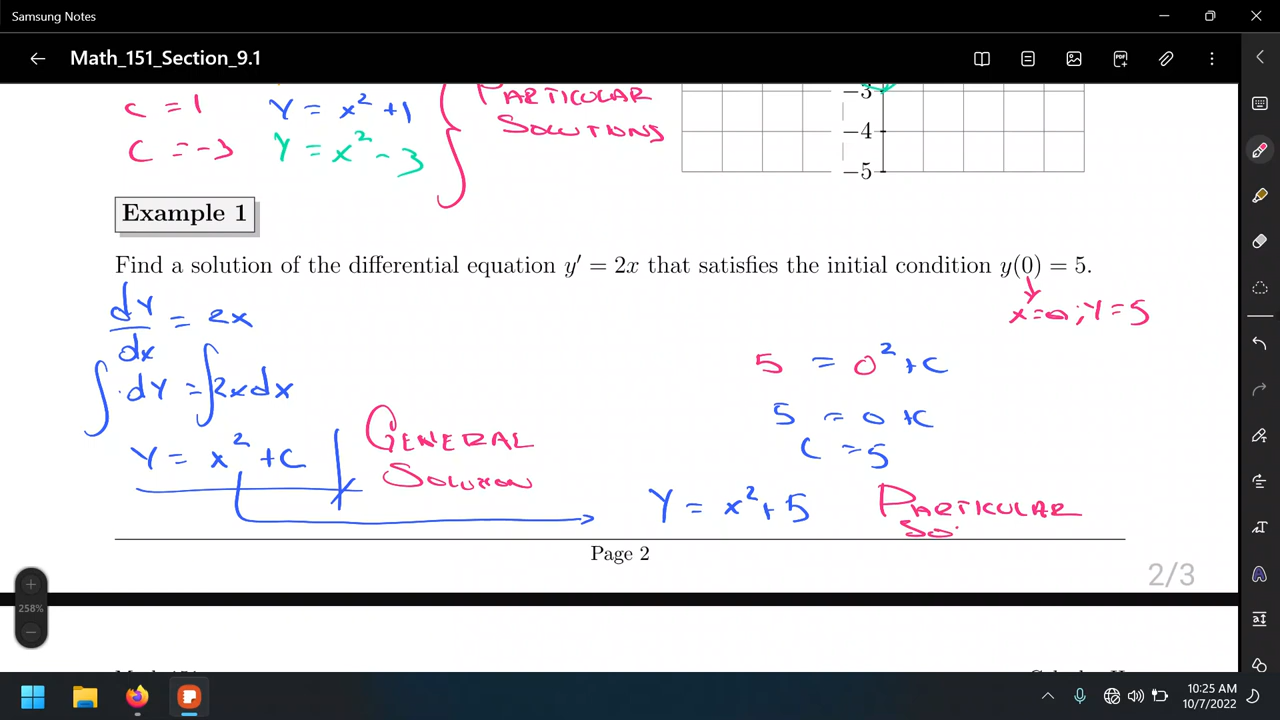 Samsung Notes
Math_151_Section_9.1
C = 1 Y = x² + 1
C = -3 Y = x² - 3
PARTICULAR
SOLUTIONS
-3
-4
-5
Example 1
Find a solution of the differential equation y′ = 2x that satisfies the initial condition y(0) = 5.
x=0; Y=5
dY/dx = 2x
∫ dY = ∫2xdx
Y = x² + C
GENERAL
SOLUTION
5 = 0² + C
5 = 0 + C
C = 5
Y = x² + 5
PARTICULAR
So
Page 2
2/3
258%
10:25 AM
10/7/2022